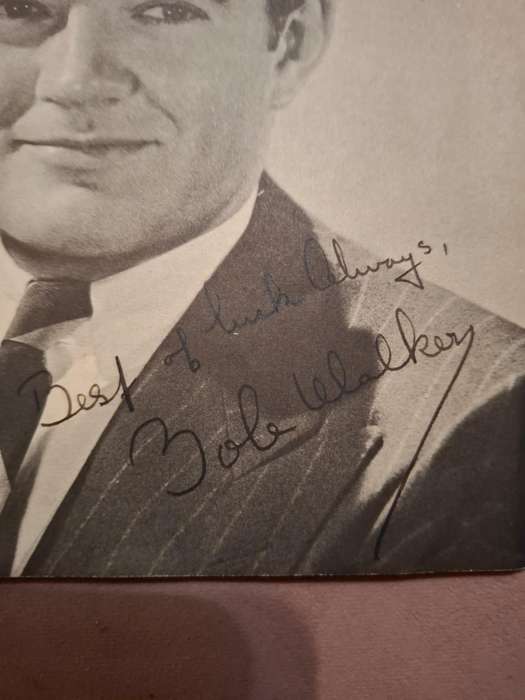 Best of luck Always,
Bob Walker